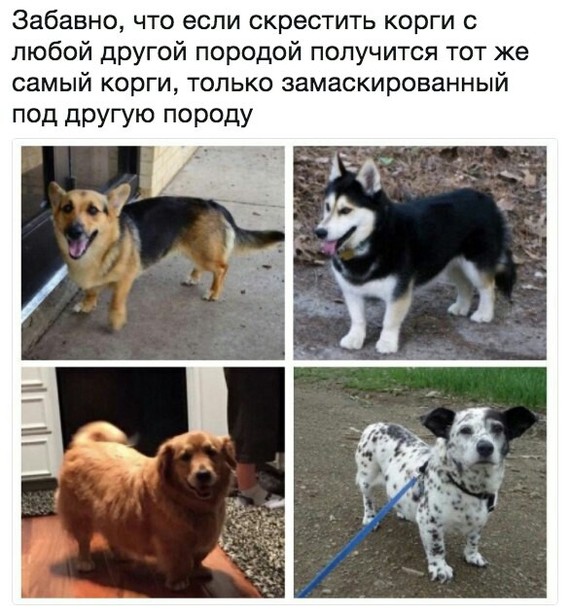 Забавно, что если скрестить корги с
любой другой породой получится тот же
самый корги, только замаскированный
под другую породу